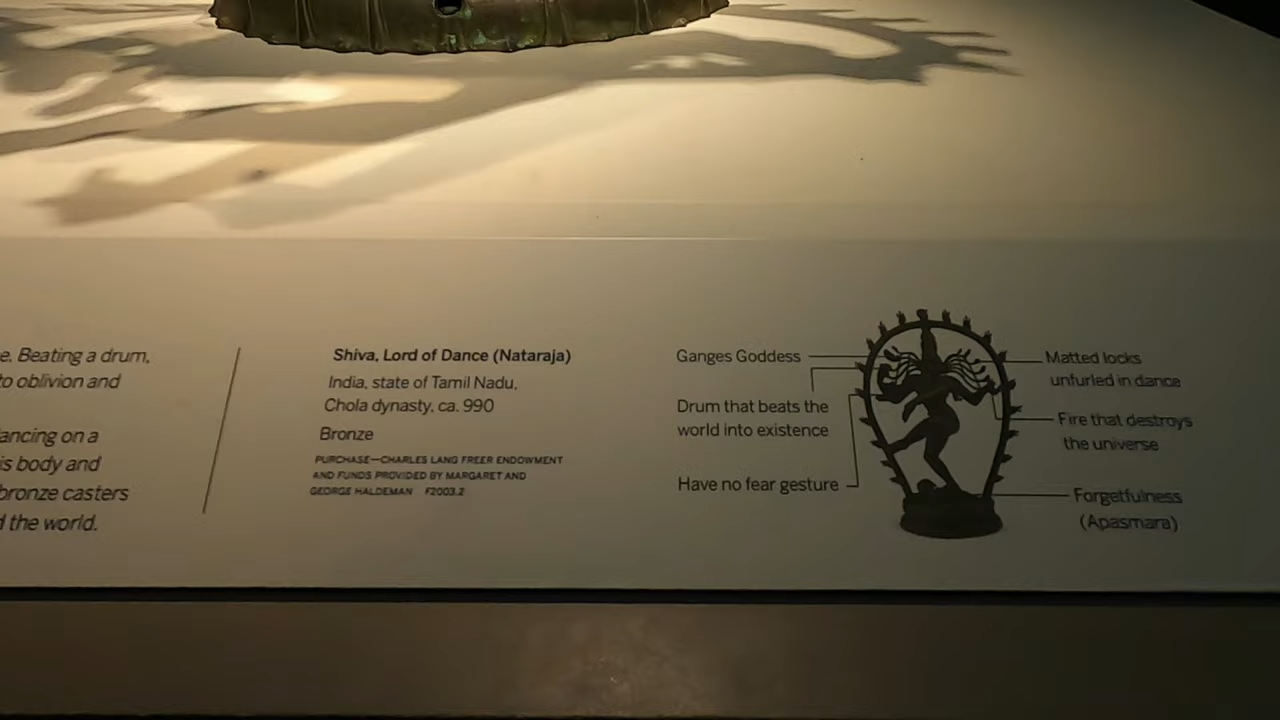 e. Beating a drum,
to oblivion and
ancing on a
is body and
bronze casters
d the world.
Shiva, Lord of Dance (Nataraja)
India, state of Tamil Nadu,
Chola dynasty, ca. 990
Bronze
PURCHASE—CHARLES LANG FREER ENDOWMENT
AND FUNDS PROVIDED BY MARGARET AND
GEORGE HALDEMAN F2003.2
Ganges Goddess
Drum that beats the
world into existence
Have no fear gesture
Matted locks
unfurled in dance
Fire that destroys
the universe
Forgetfulness
(Apasmara)